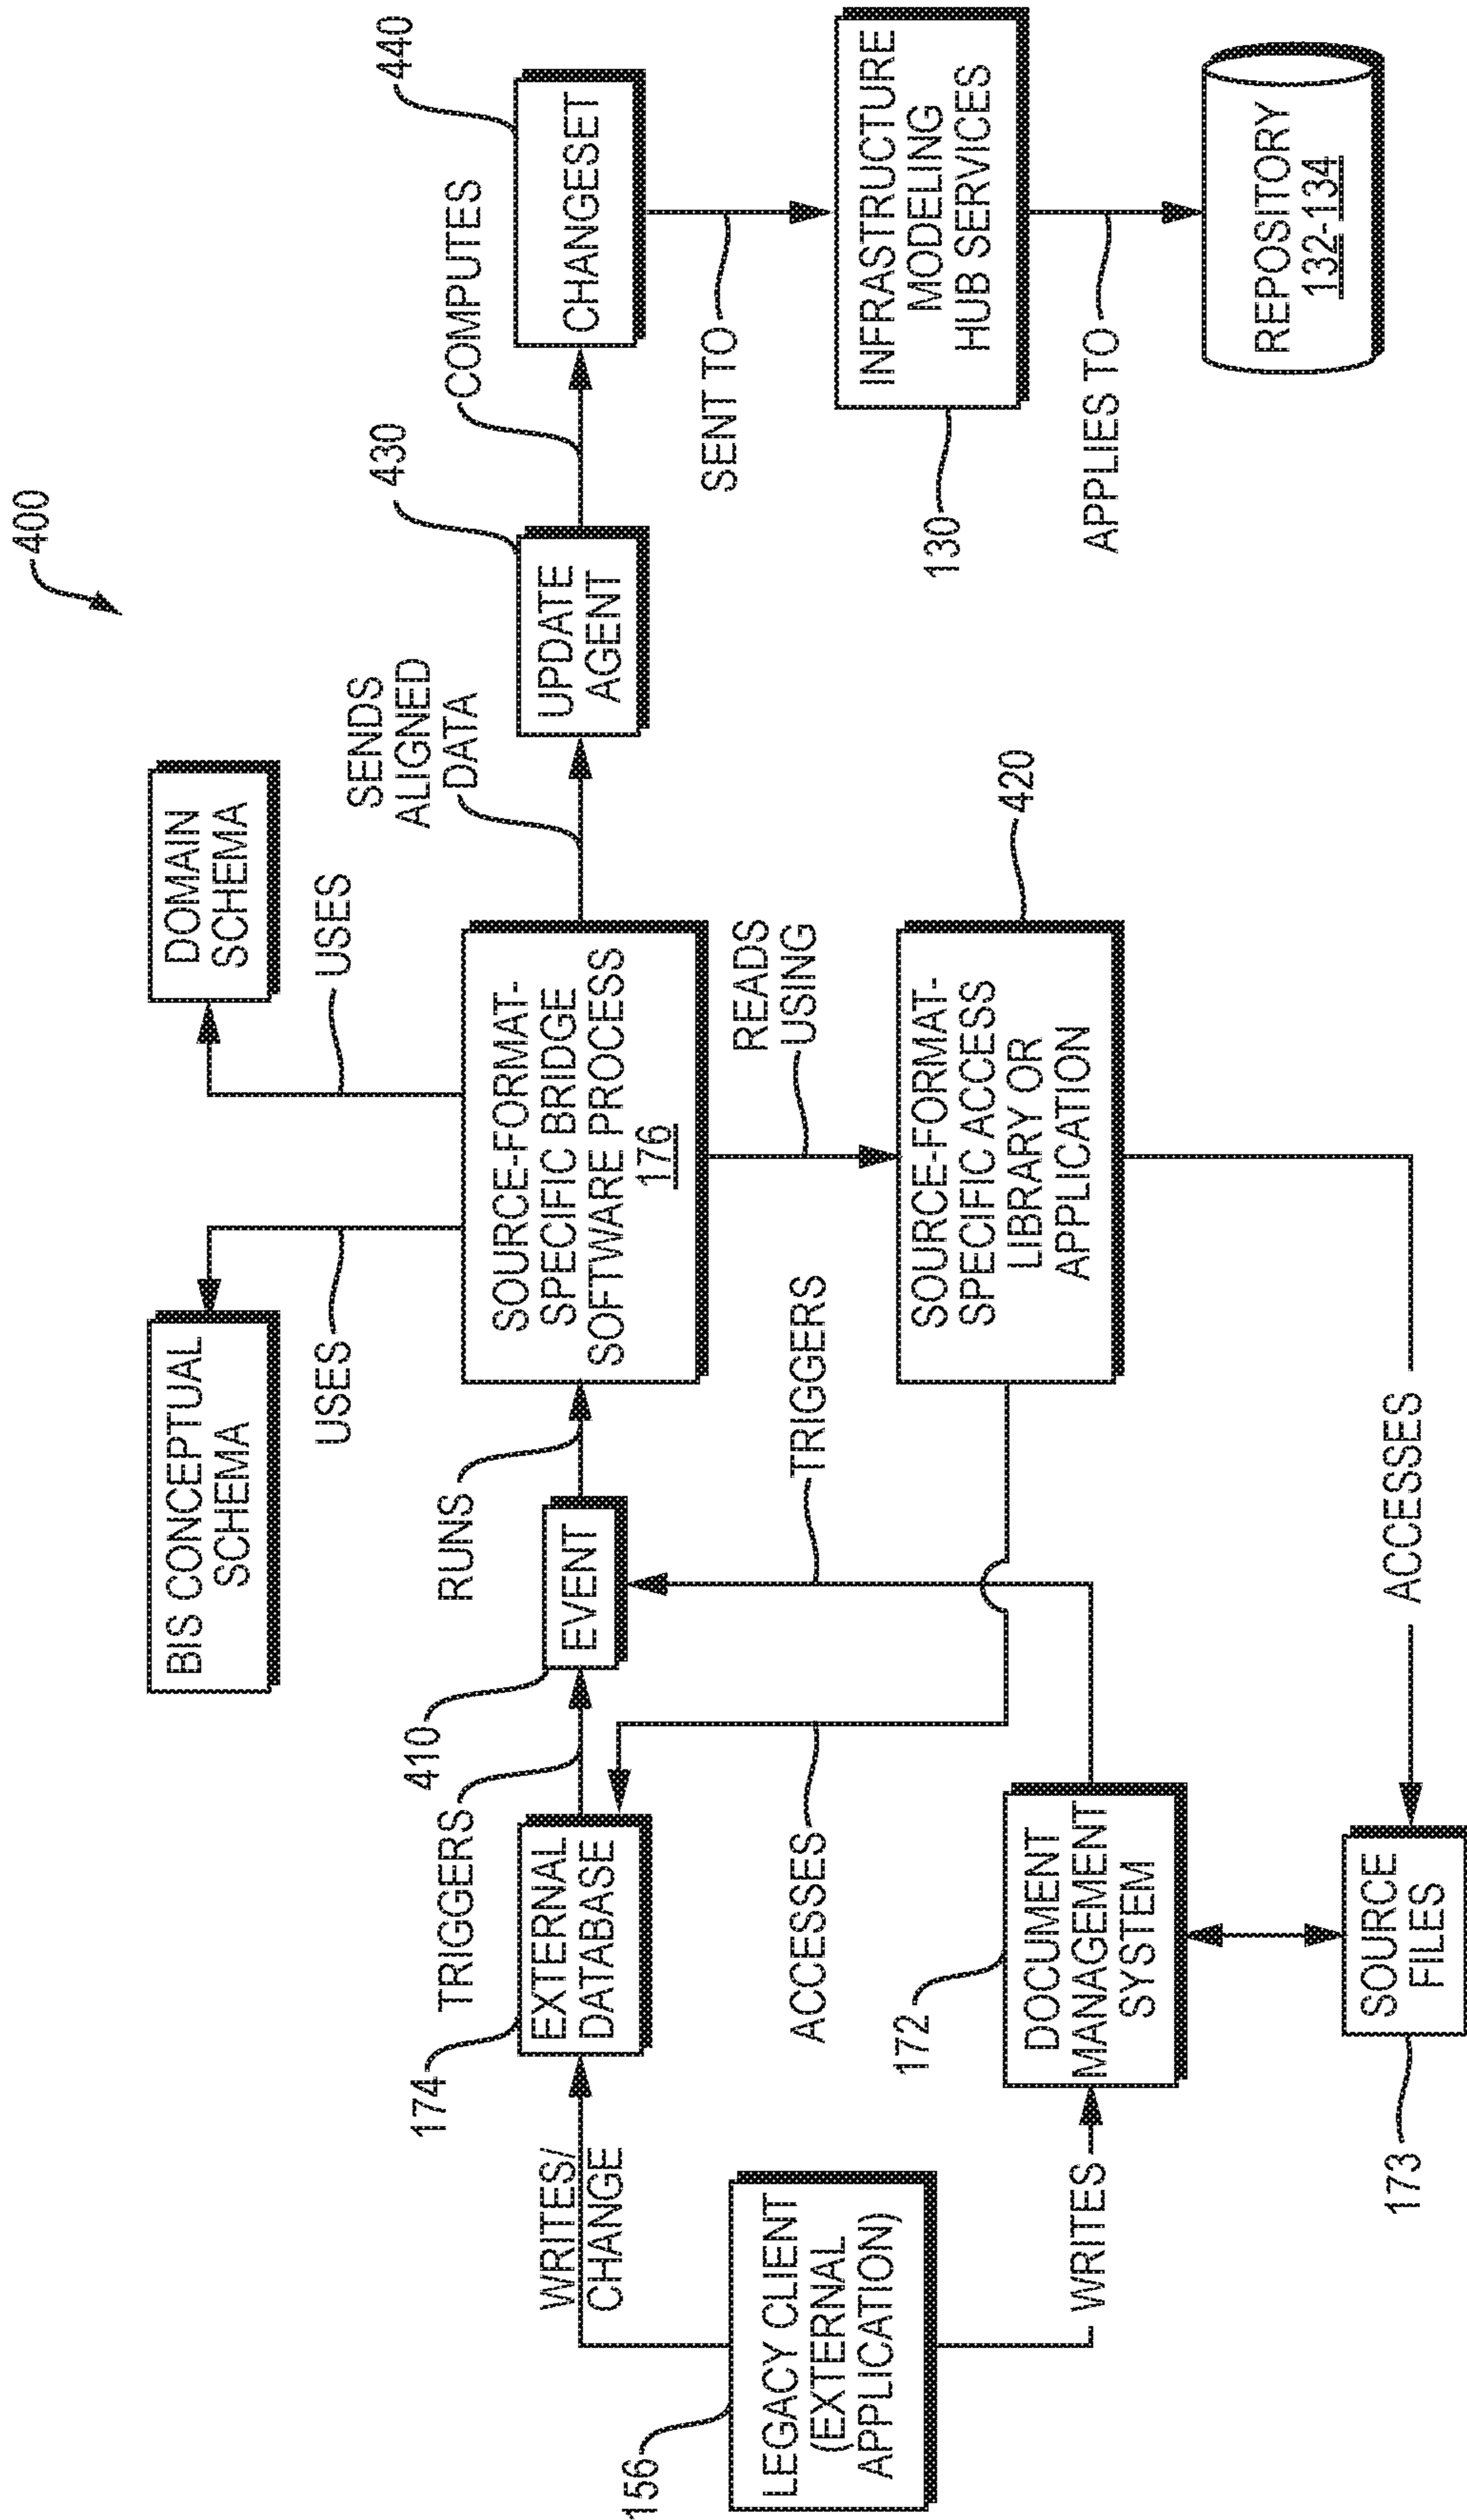 400
BIS CONCEPTUAL
SCHEMA
DOMAIN
SCHEMA
USES
USES
SENDS
ALIGNED
DATA
430
COMPUTES
440
174
TRIGGERS
410
RUNS
WRITES/
CHANGE
EXTERNAL
DATABASE
EVENT
SOURCE-FORMAT-
SPECIFIC BRIDGE
SOFTWARE PROCESS
176
UPDATE
AGENT
CHANGESET
156
LEGACY CLIENT
(EXTERNAL
APPLICATION)
ACCESSES
TRIGGERS
READS
USING
SENT TO
172
DOCUMENT
MANAGEMENT
SYSTEM
SOURCE-FORMAT-
SPECIFIC ACCESS
LIBRARY OR
APPLICATION
420
130
INFRASTRUCTURE
MODELING
HUB SERVICES
WRITES
APPLIES TO
173
SOURCE
FILES
ACCESSES
REPOSITORY
132-134